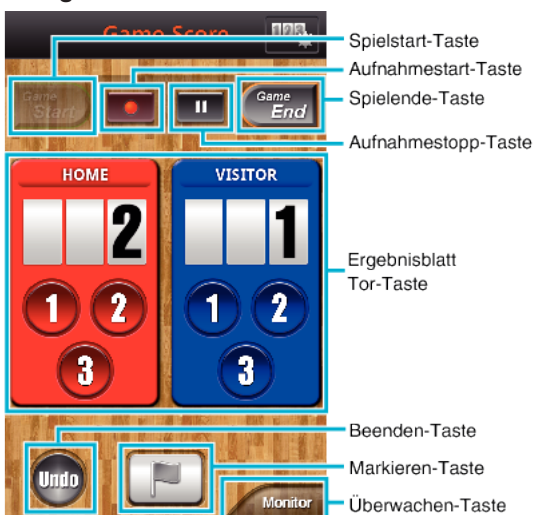 Game Score
123
Spielstart-Taste
Aufnahmestart-Taste
Game
Start
Game
End
Spielende-Taste
Aufnahmestopp-Taste
HOME
VISITOR
2
1
1 2
1 2
3
3
Ergebnisblatt
Tor-Taste
Beenden-Taste
Undo
Markieren-Taste
Monitor
Überwachen-Taste